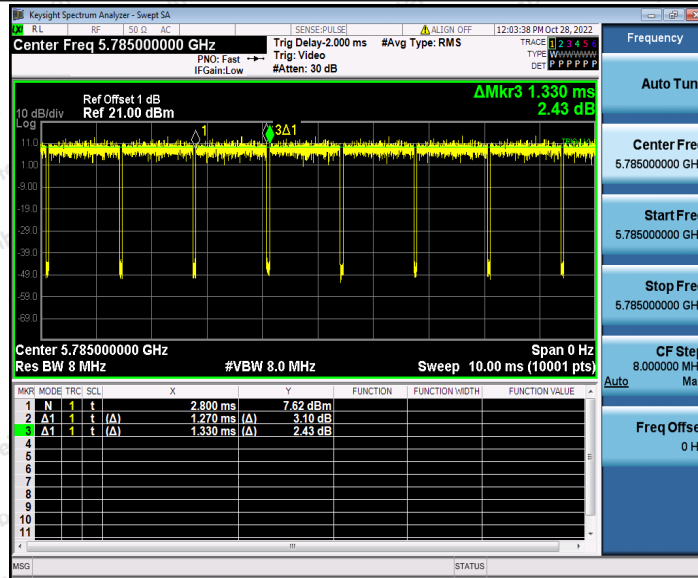 Keysight Spectrum Analyzer - Swept SA
RL RF 50 Ω AC SENSE:PULSE ALIGN OFF 12:03:38 PM Oct 28, 2022
Center Freq 5.785000000 GHz
PNO: Fast
IFGain:Low
Trig Delay-2.000 ms
Trig: Video
#Atten: 30 dB
#Avg Type: RMS
TRACE 1 2 3 4 5 6
TYPE WWWWWW
DET P P P P P P
ΔMkr3 1.330 ms
2.43 dB
Ref Offset 1 dB
10 dB/div Ref 21.00 dBm
Log
1
3Δ1
11.0
1.00
-9.00
-19.0
-29.0
-39.0
-49.0
-59.0
-69.0
Center 5.785000000 GHz Span 0 Hz
Res BW 8 MHz #VBW 8.0 MHz Sweep 10.00 ms (10001 pts)
MKR MODE TRC SCL X Y FUNCTION FUNCTION WIDTH FUNCTION VALUE
1 N 1 t 2.800 ms 7.62 dBm
2 Δ1 1 t (Δ) 1.270 ms (Δ) 3.10 dB
3 Δ1 1 t (Δ) 1.330 ms (Δ) 2.43 dB
4
5
6
7
8
9
10
11
MSG STATUS
Frequency
Auto Tun
Center Fre
5.785000000 GH
Start Fre
5.785000000 GH
Stop Fre
5.785000000 GH
CF Ste
8.000000 MH
Auto Ma
Freq Offse
0 H